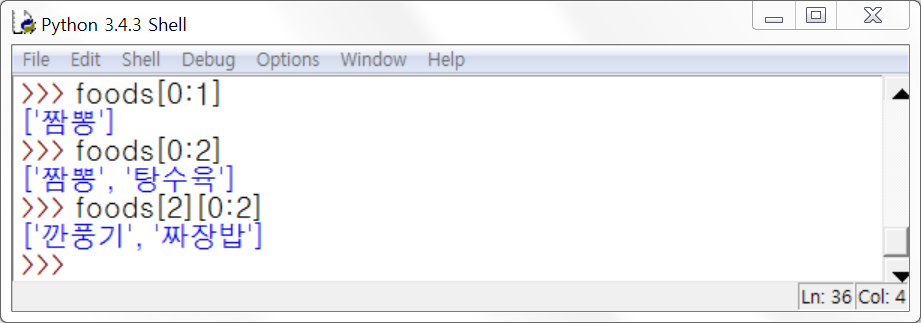 Python 3.4.3 Shell
File Edit Shell Debug Options Window Help
>>> foods[0:1]
['짬뽕']
>>> foods[0:2]
['짬뽕', '탕수육']
>>> foods[2][0:2]
['깐풍기', '짜장밥']
>>>
Ln: 36 Col: 4